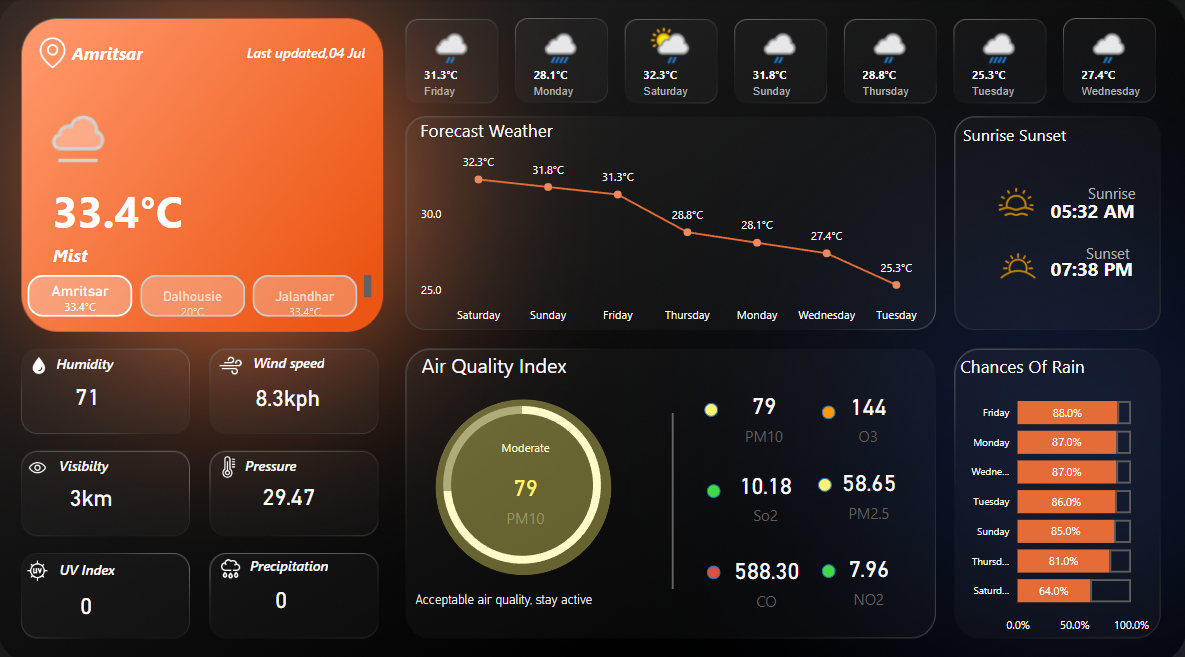 Amritsar
Last updated,04 Jul
33.4°C
Mist
Amritsar
33.4°C
Dalhousie
20°C
Jalandhar
33.4°C
31.3°C
Friday
28.1°C
Monday
32.3°C
Saturday
31.8°C
Sunday
28.8°C
Thursday
25.3°C
Tuesday
27.4°C
Wednesday
Forecast Weather
32.3°C
31.8°C
31.3°C
28.8°C
28.1°C
27.4°C
25.3°C
30.0
25.0
Saturday Sunday Friday Thursday Monday Wednesday Tuesday
Sunrise Sunset
Sunrise
05:32 AM
Sunset
07:38 PM
Humidity
71
Wind speed
8.3kph
Visibilty
3km
Pressure
29.47
UV
UV Index
0
Precipitation
0
Air Quality Index
Moderate
79
PM10
Acceptable air quality, stay active
79
PM10
144
O3
10.18
So2
58.65
PM2.5
588.30
CO
7.96
NO2
Chances Of Rain
Friday 88.0%
Monday 87.0%
Wedne... 87.0%
Tuesday 86.0%
Sunday 85.0%
Thursd... 81.0%
Saturd... 64.0%
0.0% 50.0% 100.0%